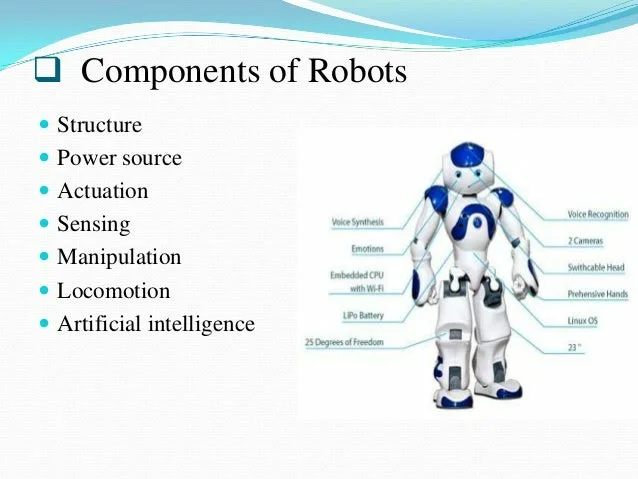 Components of Robots
Structure
Power source
Actuation
Sensing
Manipulation
Locomotion
Artificial intelligence
Voice Synthesis
Emotions
Embedded CPU
with Wi-Fi
LiPo Battery
25 Degrees of Freedom
Voice Recognition
2 Cameras
Swithcable Head
Prehensive Hands
Linux OS
23 "